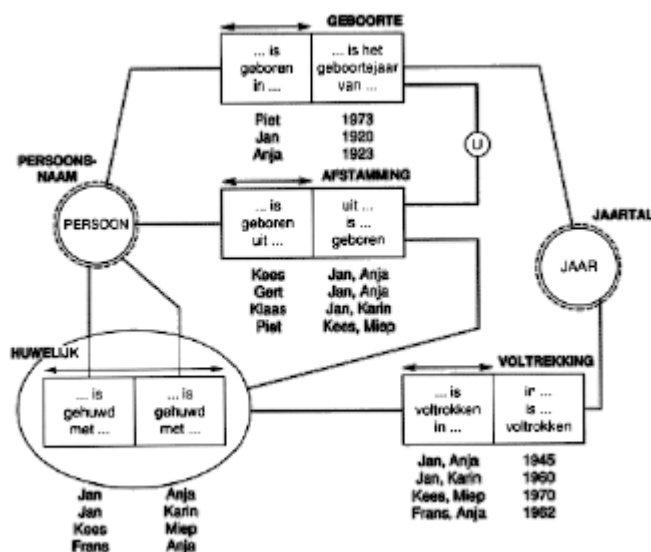 GEBOORTE
... is
geboren
in ...
... is het
geboortejaar
van ...
Piet 1973
Jan 1920
Anja 1923
PERSOONS-
NAAM
PERSOON
U
AFSTAMMING
... is
geboren
uit ...
uit ...
is ...
geboren
Kees Jan, Anja
Gert Jan, Anja
Klaas Jan, Karin
Piet Kees, Miep
JAARTAL
JAAR
HUWELIJK
... is
gehuwd
met ...
... is
gehuwd
met ...
Jan Anja
Jan Karin
Kees Miep
Frans Anja
VOLTREKKING
... is
voltrokken
in ...
in ...
is ...
voltrokken
Jan, Anja 1945
Jan, Karin 1960
Kees, Miep 1970
Frans, Anja 1962